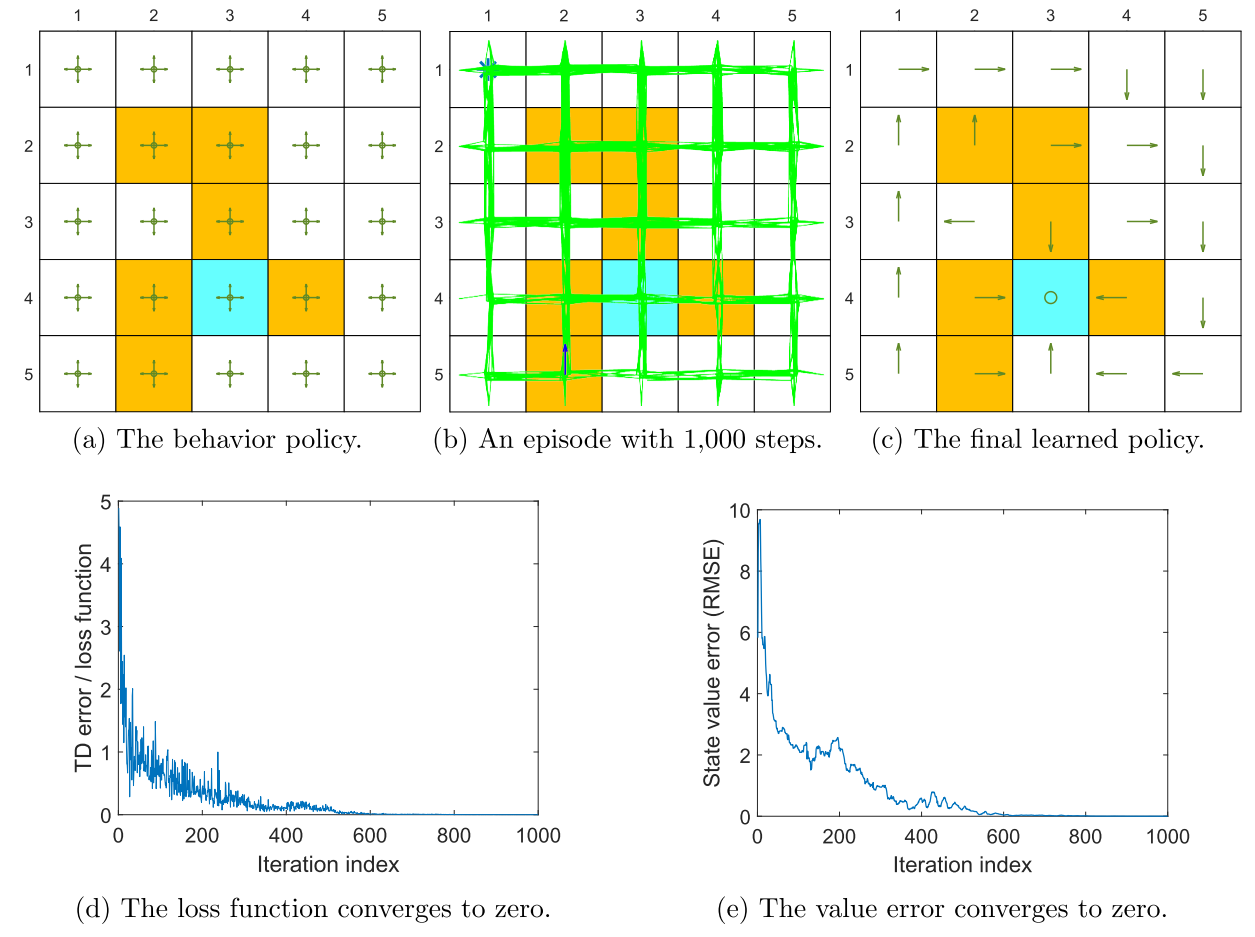 1 2 3 4 5 1 2 3 4 5 1 2 3 4 5
1 1 1
2 2 2
3 3 3
4 4 4
5 5 5
(a) The behavior policy. (b) An episode with 1,000 steps. (c) The final learned policy.
TD error / loss function
5
4
3
2
1
0
0 200 400 600 800 1000
Iteration index
State value error (RMSE)
10
8
6
4
2
0
0 200 400 600 800 1000
Iteration index
(d) The loss function converges to zero. (e) The value error converges to zero.